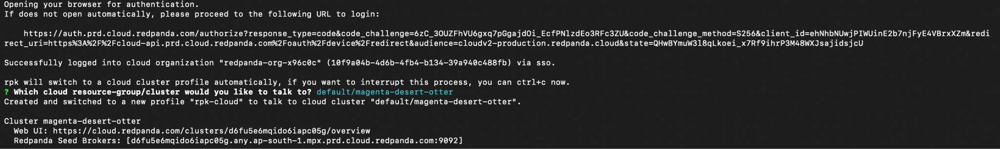 Opening your browser for authentication.
If does not open automatically, please proceed to the following URL to login:
https://auth.prd.cloud.redpanda.com/authorize?response_type=code&code_challenge=6zC_3OUZFhVU6gxq7pGgajdOi_EcfPNlzdEo3RFc3ZU&code_challenge_method=S256&client_id=ehNhbNUwjPIWUinE2b7njFyE4VBrxXZm&redi
rect_uri=https%3A%2F%2Fcloud-api.prd.cloud.redpanda.com%2Foauth%2Fdevice%2Fredirect&audience=cloudv2-production.redpanda.cloud&state=QHwBYmuW3l8qLkoei_x7Rf9ihrP3M48WXJsajidsjcU
Successfully logged into cloud organization "redpanda-org-x96c0c" (10f9a04b-4d6b-4fb4-b134-39a940c488fb) via sso.
rpk will switch to a cloud cluster profile automatically, if you want to interrupt this process, you can ctrl+c now.
? Which cloud resource-group/cluster would you like to talk to? default/magenta-desert-otter
Created and switched to a new profile "rpk-cloud" to talk to cloud cluster "default/magenta-desert-otter".
Cluster magenta-desert-otter
Web UI: https://cloud.redpanda.com/clusters/d6fu5e6mqido6iapc05g/overview
Redpanda Seed Brokers: [d6fu5e6mqido6iapc05g.any.ap-south-1.mpx.prd.cloud.redpanda.com:9092]